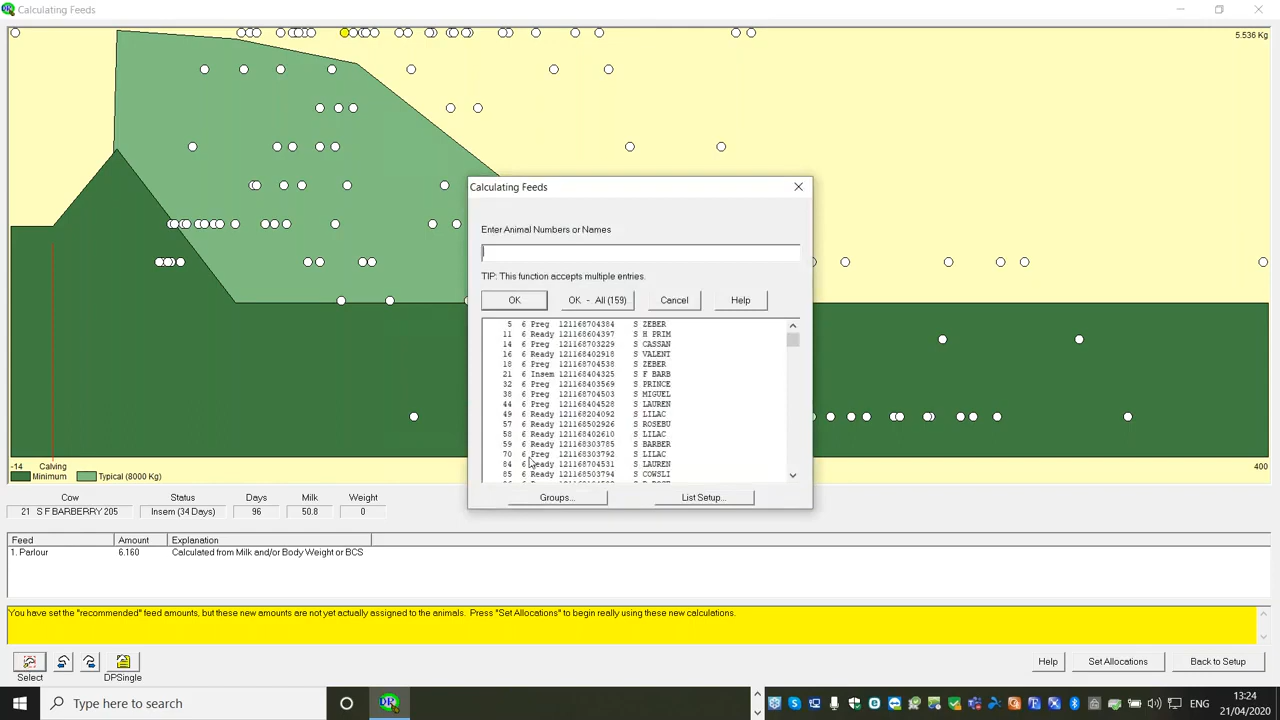 Calculating Feeds
5.536 Kg
Calculating Feeds
Enter Animal Numbers or Names
TIP: This function accepts multiple entries.
OK
OK - All (159)
Cancel
Help
5 6 Preg 121168704384 S ZEBER
11 6 Ready 121168604397 S H PRIM
14 6 Preg 121168703229 S CASSAN
16 6 Ready 121168402918 S VALENT
18 6 Preg 121168704538 S ZEBER
21 6 Insem 121168404325 S F BARB
32 6 Preg 121168403569 S PRINCE
38 6 Preg 121168704503 S MIGUEL
44 6 Preg 121168404528 S LAUREN
49 6 Ready 121168204092 S LILAC
57 6 Ready 121168502926 S ROSEBU
58 6 Ready 121168402610 S LILAC
59 6 Ready 121168303785 S BARBER
70 6 Preg 121168303792 S LILAC
84 6 Ready 121168704531 S LAUREN
85 6 Ready 121168503794 S COWSLI
Groups...
List Setup...
-14 Calving
400
Minimum
Typical (8000 Kg)
Cow Status Days Milk Weight
21 S F BARBERRY 205 Insem (34 Days) 96 50.8 0
Feed Amount Explanation
1. Parlour 6.160 Calculated from Milk and/or Body Weight or BCS
You have set the "recommended" feed amounts, but these new amounts are not yet actually assigned to the animals. Press "Set Allocations" to begin really using these new calculations.
Select
DPSingle
Help
Set Allocations
Back to Setup
Type here to search
ENG
13:24
21/04/2020